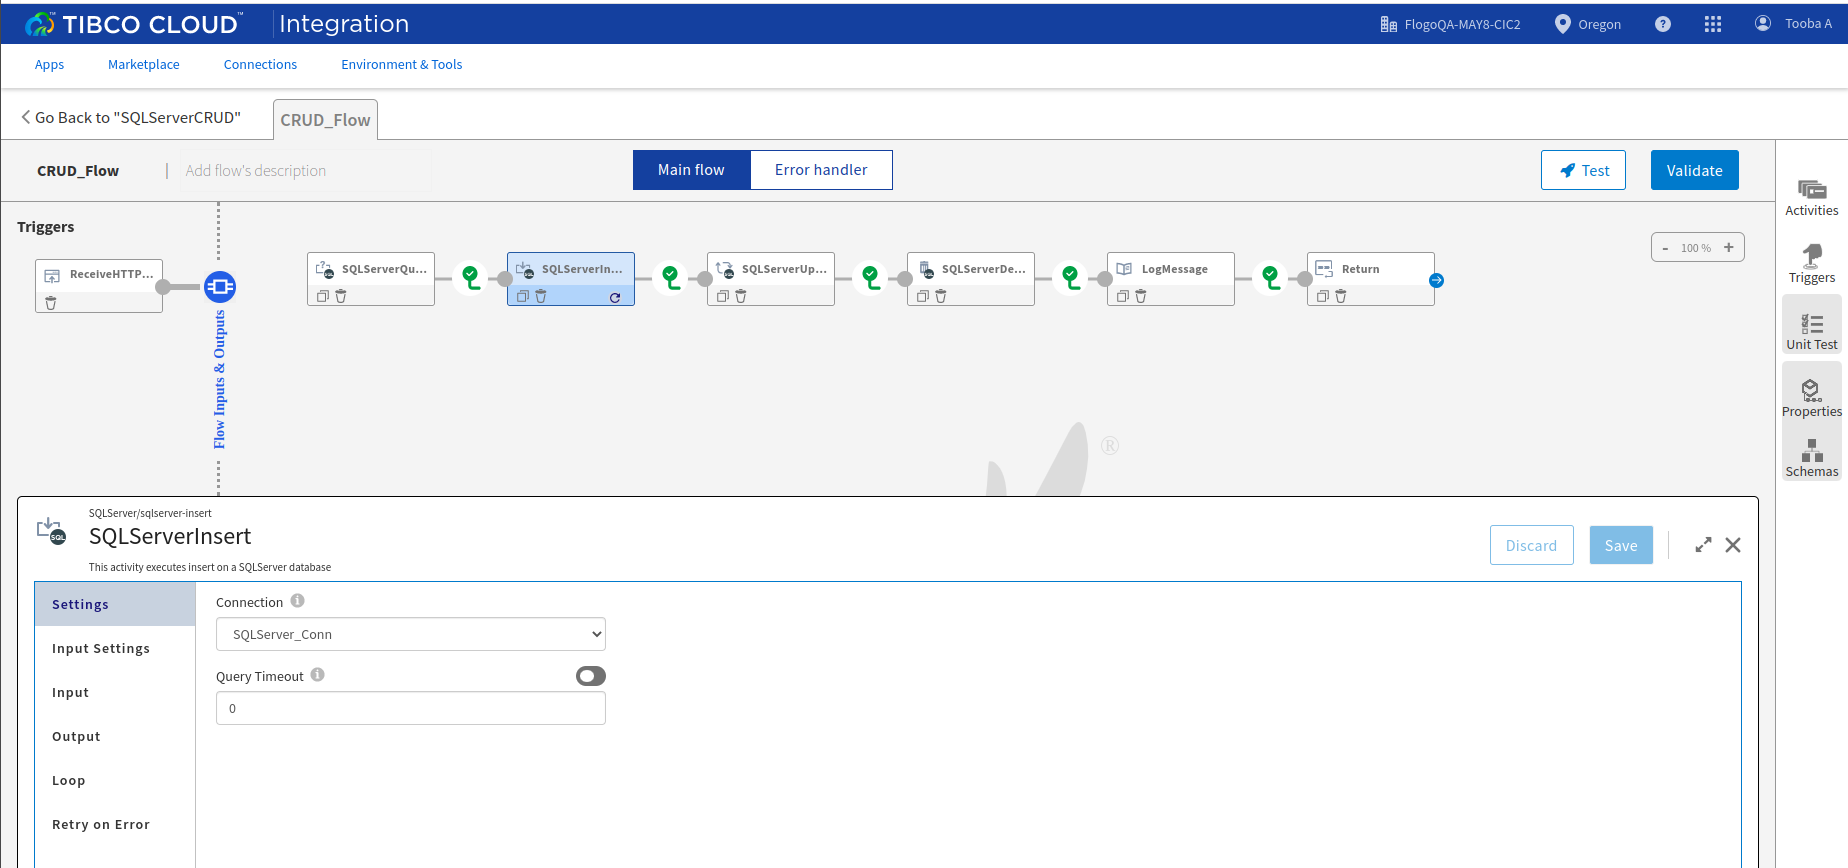 TIBCO CLOUD™ Integration
FlogoQA-MAY8-CIC2
Oregon
?
Tooba A
Apps
Marketplace
Connections
Environment & Tools
Go Back to "SQLServerCRUD"
CRUD_Flow
CRUD_Flow
Add flow's description
Main flow
Error handler
Test
Validate
Activities
Triggers
Unit Test
Properties
Schemas
Triggers
- 100 % +
ReceiveHTTP...
SQLServerQu...
SQLServerIn...
SQLServerUp...
SQLServerDe...
LogMessage
Return
Flow Inputs & Outputs
®
SQLServer/sqlserver-insert
SQL
SQLServerInsert
This activity executes insert on a SQLServer database
Discard
Save
Settings
Input Settings
Input
Output
Loop
Retry on Error
Connection
SQLServer_Conn
Query Timeout
0